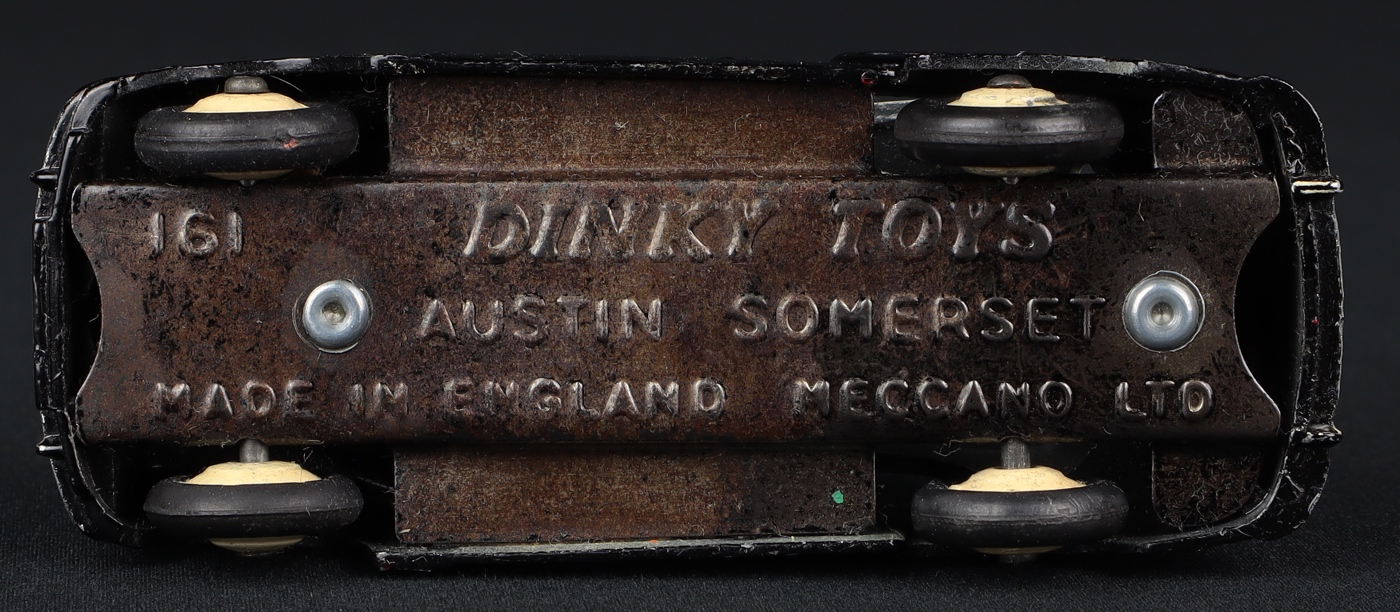 161 DINKY TOYS
AUSTIN SOMERSET
MADE IN ENGLAND MECCANO LTD